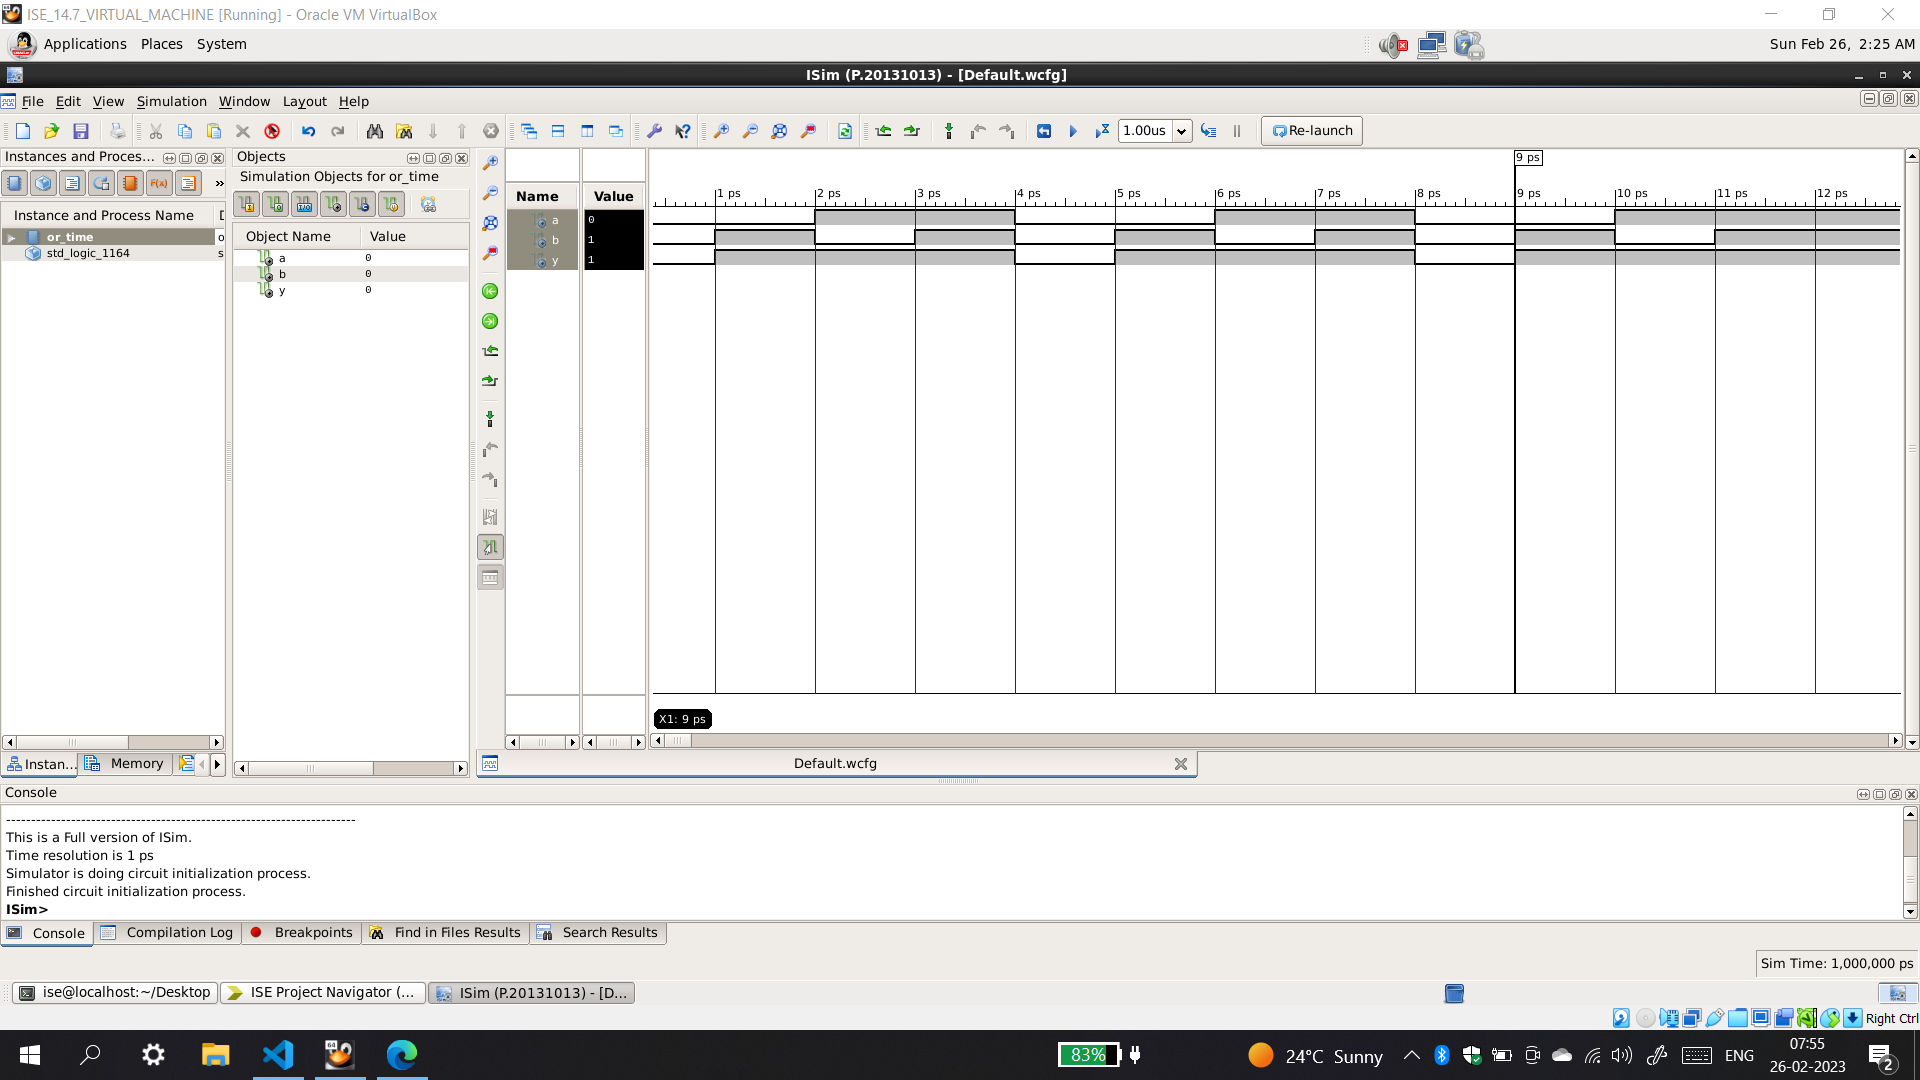 ISE_14.7_VIRTUAL_MACHINE [Running] - Oracle VM VirtualBox
Applications Places System
Sun Feb 26, 2:25 AM
ISim (P.20131013) - [Default.wcfg]
File Edit View Simulation Window Layout Help
1.00us
Re-launch
Instances and Proces...
Objects
Simulation Objects for or_time
F(a)
»
Instance and Process Name
or_time
std_logic_1164
Object Name Value
a 0
b 0
y 0
Name Value
a 0
b 1
y 1
9 ps
1 ps 2 ps 3 ps 4 ps 5 ps 6 ps 7 ps 8 ps 9 ps 10 ps 11 ps 12 ps
X1: 9 ps
Instan...
Memory
Default.wcfg
Console
This is a Full version of ISim.
Time resolution is 1 ps
Simulator is doing circuit initialization process.
Finished circuit initialization process.
ISim>
Console Compilation Log Breakpoints Find in Files Results Search Results
Sim Time: 1,000,000 ps
ise@localhost:~/Desktop
ISE Project Navigator (...
ISim (P.20131013) - [D...
Right Ctrl
83%
24°C Sunny
ENG
07:55
26-02-2023
2